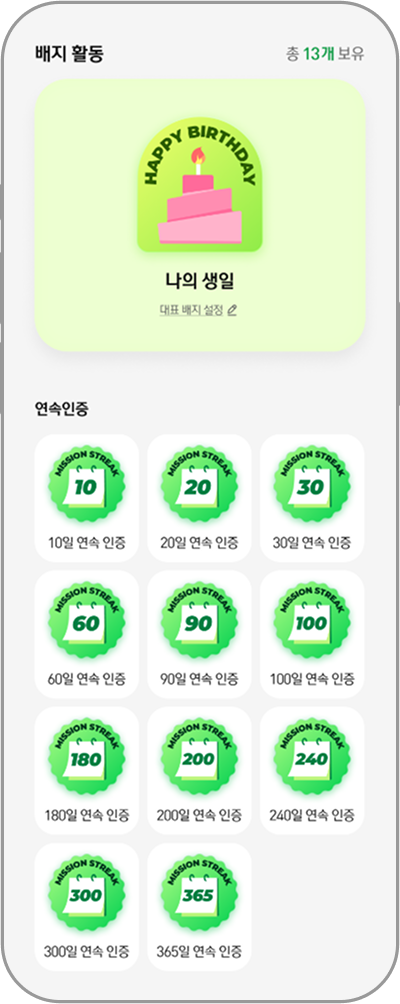 배지 활동
총 13개 보유
HAPPY BIRTHDAY
나의 생일
대표 배지 설정
연속인증
MISSION STREAK
10
10일 연속 인증
MISSION STREAK
20
20일 연속 인증
MISSION STREAK
30
30일 연속 인증
MISSION STREAK
60
60일 연속 인증
MISSION STREAK
90
90일 연속 인증
MISSION STREAK
100
100일 연속 인증
MISSION STREAK
180
180일 연속 인증
MISSION STREAK
200
200일 연속 인증
MISSION STREAK
240
240일 연속 인증
MISSION STREAK
300
300일 연속 인증
MISSION STREAK
365
365일 연속 인증